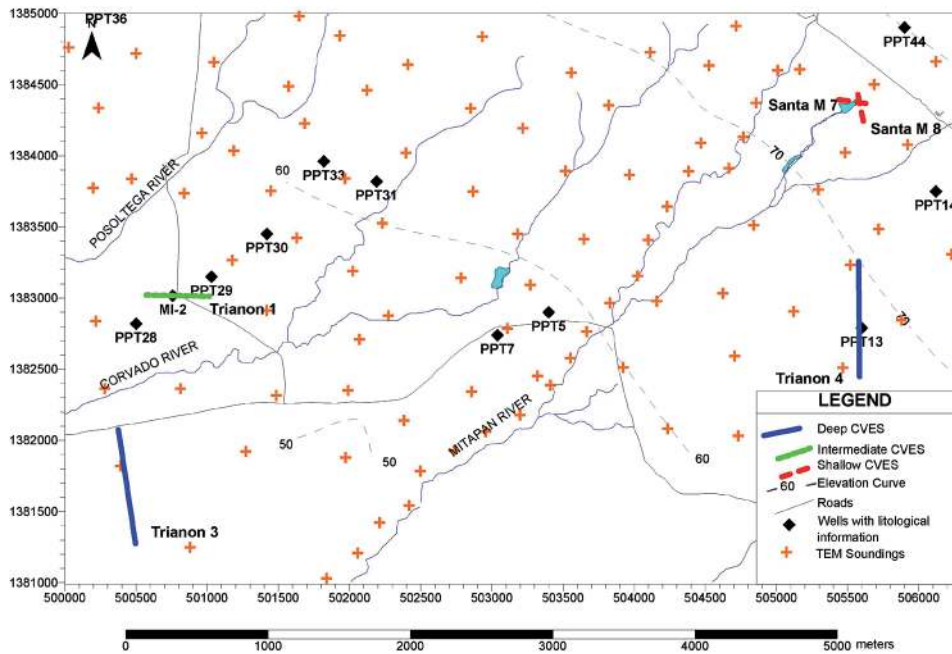 1385000
PPT36
N
PPT44
1384500
Santa M 7
Santa M 8
1384000
70
PPT33
60
PPT31
PPT14
POSOLTEGA RIVER
1383500
PPT30
PPT29
1383000
MI-2
Trianon 1
PPT28
PPT5
70
PPT7
PPT13
1382500
CORVADO RIVER
Trianon 4
MITAPAN RIVER
1382000
50
50
60
1381500
Trianon 3
1381000
LEGEND
Deep CVES
Intermediate CVES
Shallow CVES
60 Elevation Curve
Roads
Wells with litological
information
TEM Soundings
500000 500500 501000 501500 502000 502500 503000 503500 504000 504500 505000 505500 506000
0 1000 2000 3000 4000 5000 meters